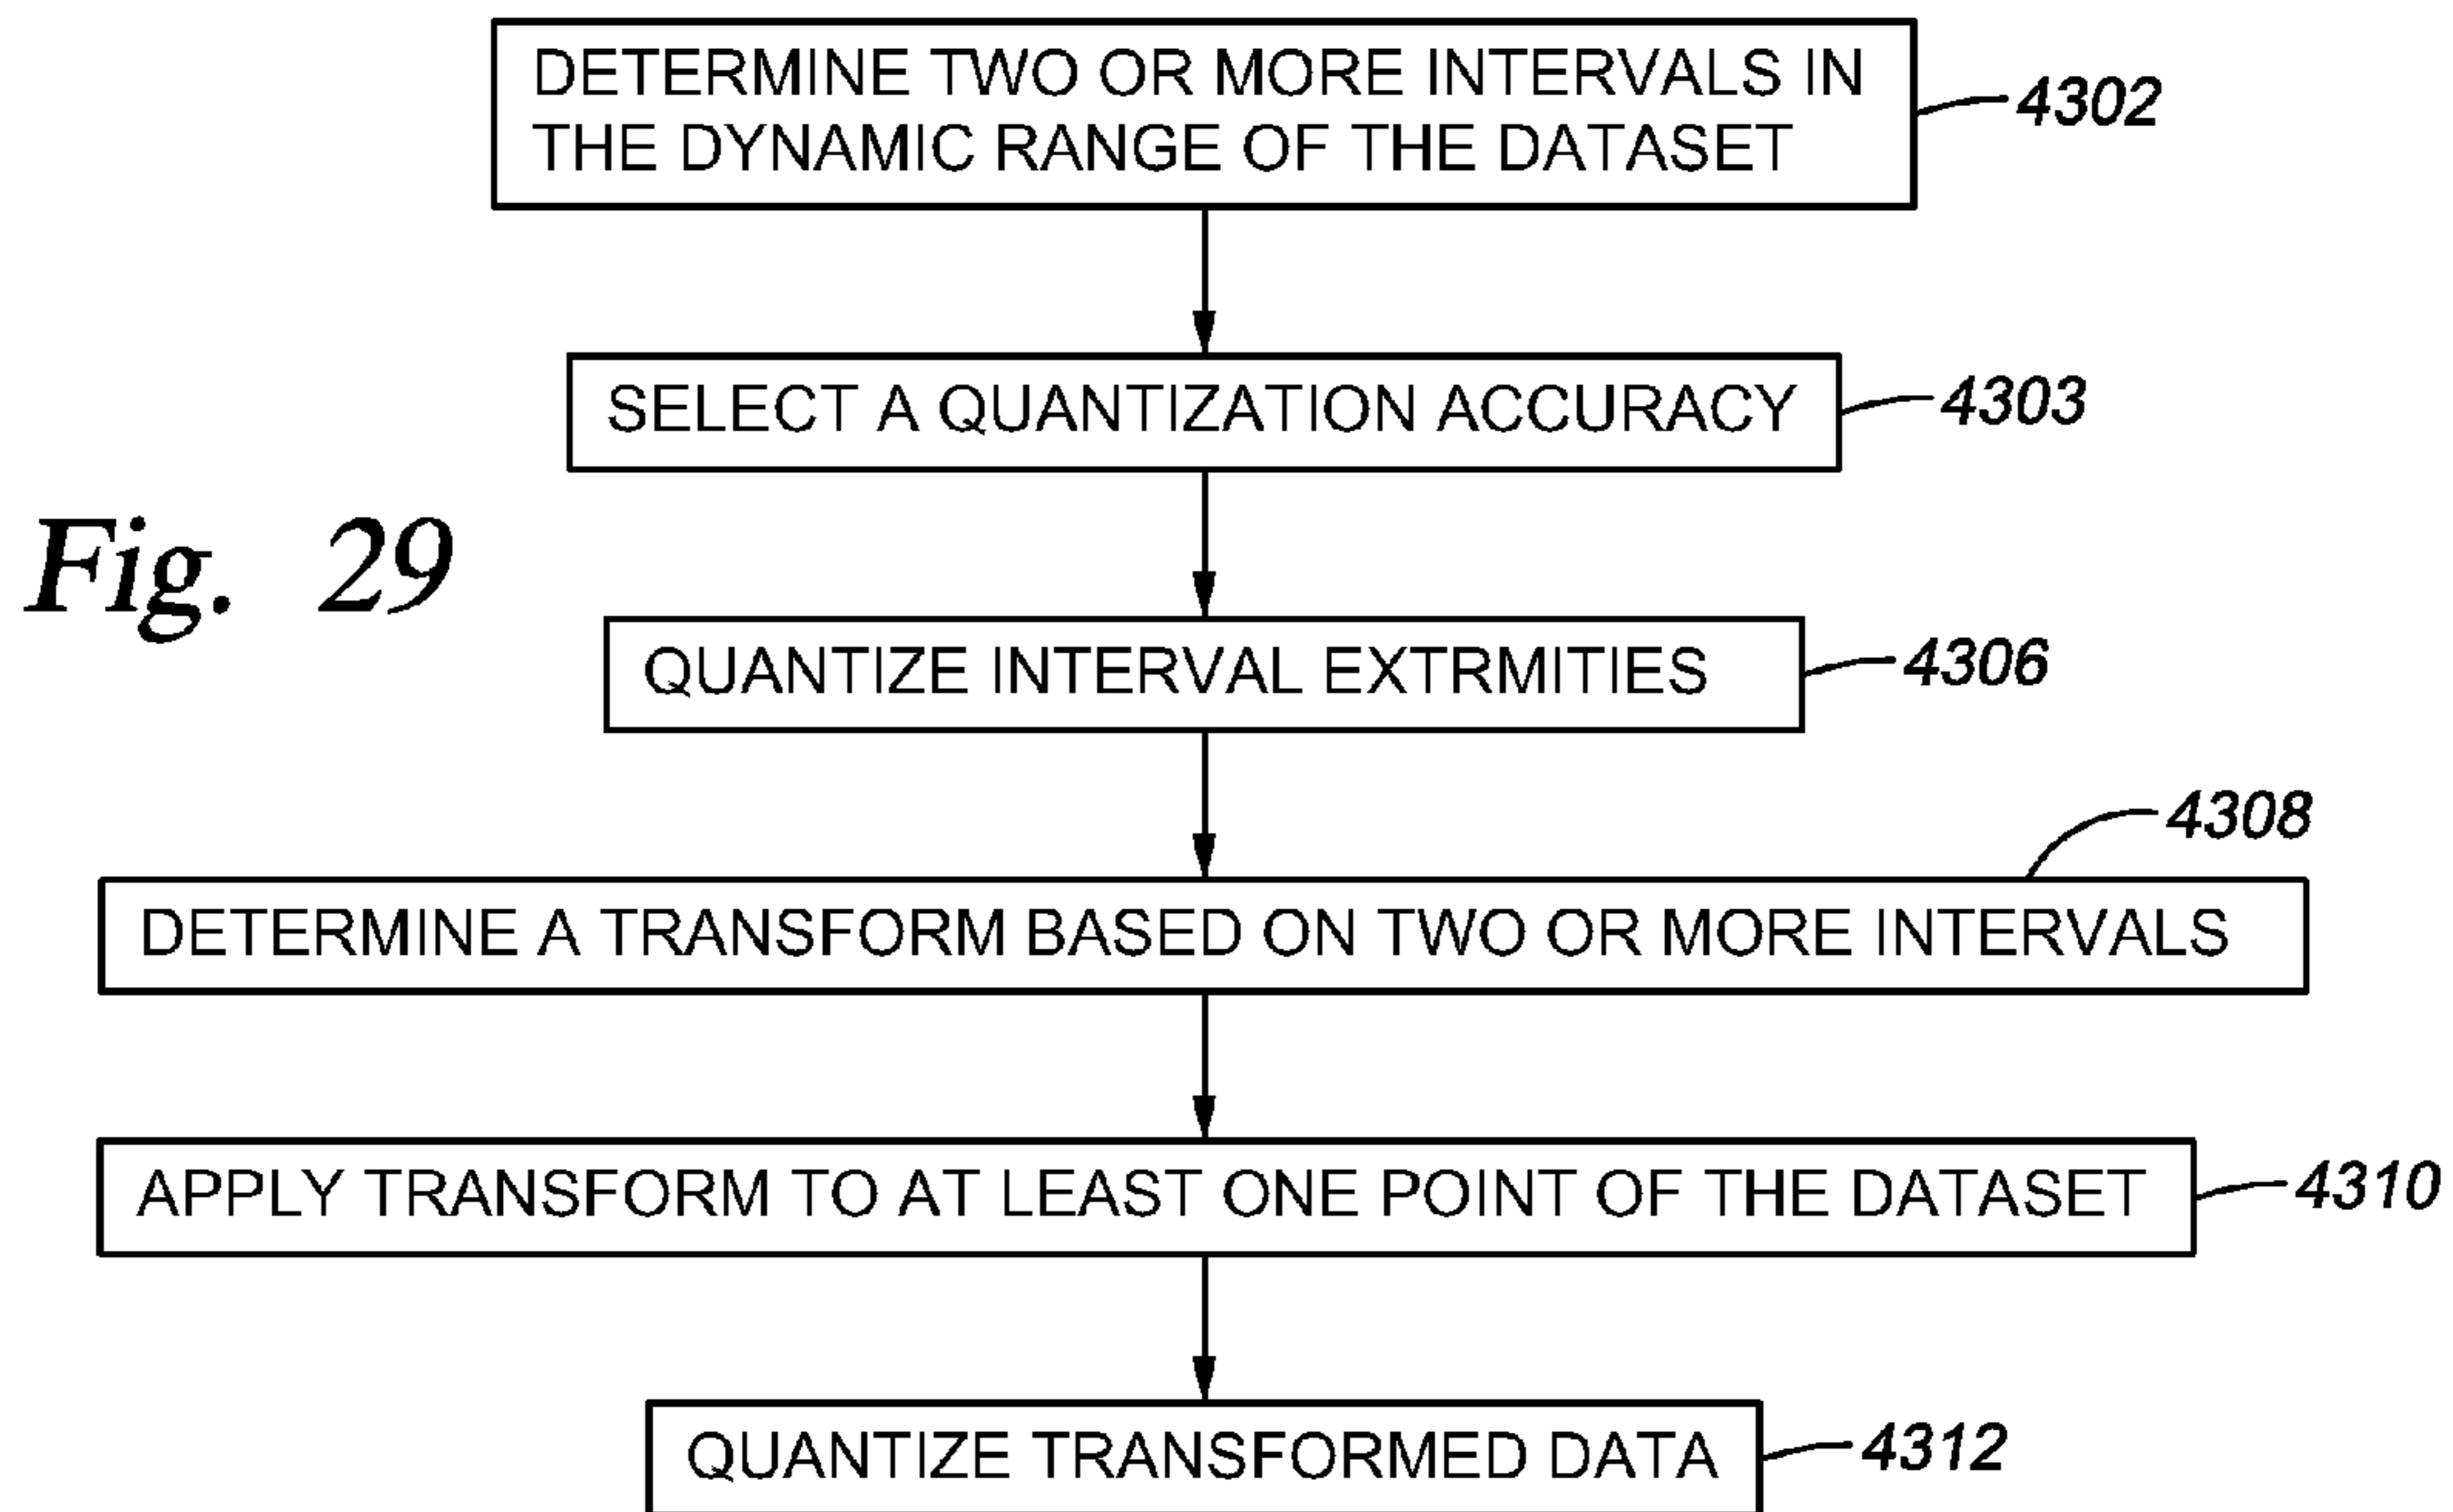 DETERMINE TWO OR MORE INTERVALS IN
THE DYNAMIC RANGE OF THE DATASET
4302
SELECT A QUANTIZATION ACCURACY
4303
Fig. 29
QUANTIZE INTERVAL EXTRMITIES
4306
4308
DETERMINE A TRANSFORM BASED ON TWO OR MORE INTERVALS
APPLY TRANSFORM TO AT LEAST ONE POINT OF THE DATASET
4310
QUANTIZE TRANSFORMED DATA
4312